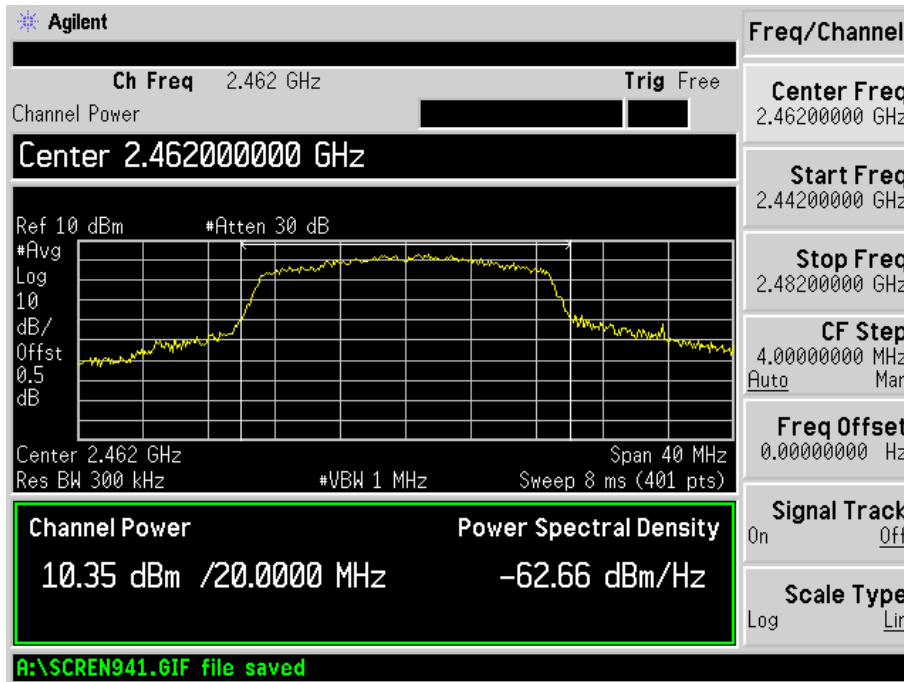 Agilent
Freq/Channel
Ch Freq 2.462 GHz Trig Free
Channel Power
Center 2.462000000 GHz
Ref 10 dBm #Atten 30 dB
#Avg
Log
10
dB/
Offst
0.5
dB
Center 2.462 GHz Span 40 MHz
Res BW 300 kHz #VBW 1 MHz Sweep 8 ms (401 pts)
Channel Power Power Spectral Density
10.35 dBm /20.0000 MHz -62.66 dBm/Hz
A:\SCREN941.GIF file saved
Center Freq
2.46200000 GHz
Start Freq
2.44200000 GHz
Stop Freq
2.48200000 GHz
CF Step
4.00000000 MHz
Auto Man
Freq Offset
0.00000000 Hz
Signal Track
On Off
Scale Type
Log Lin